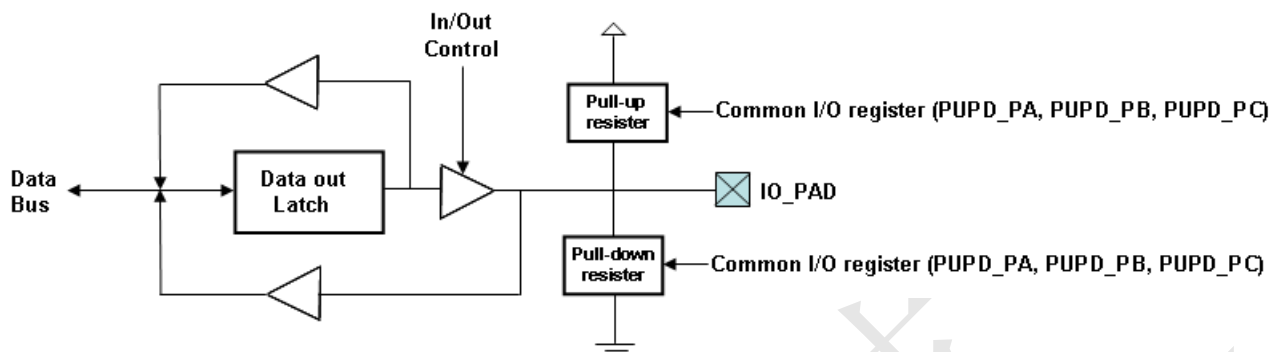 In/Out
Control
Pull-up
resister
Common I/O register (PUPD_PA, PUPD_PB, PUPD_PC)
Data
Bus
Data out
Latch
IO_PAD
Pull-down
resister
Common I/O register (PUPD_PA, PUPD_PB, PUPD_PC)